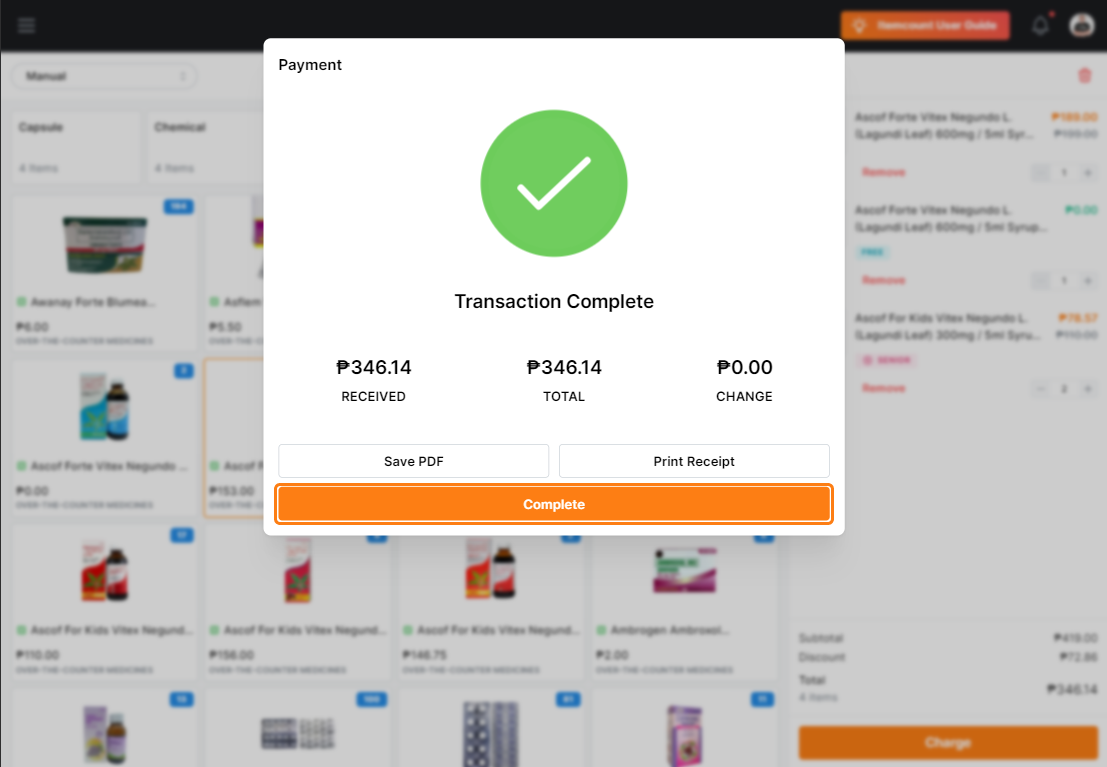 Itemcount User Guide
Manual
Payment
Capsule
4 Items
Chemical
4 Items
Transaction Complete
₱346.14
RECEIVED
₱346.14
TOTAL
₱0.00
CHANGE
Save PDF
Print Receipt
Complete
Awanay Forte Blumea...
₱6.00
OVER-THE-COUNTER MEDICINES
₱5.50
Ascof Forte Vitex Negundo ...
₱0.00
OVER-THE-COUNTER MEDICINES
₱153.00
Ascof For Kids Vitex Negund...
₱110.00
OVER-THE-COUNTER MEDICINES
Ascof For Kids Vitex Negund...
₱156.00
OVER-THE-COUNTER MEDICINES
Ascof For Kids Vitex Negund...
₱146.75
OVER-THE-COUNTER MEDICINES
Ambrogen Ambroxol...
₱2.00
OVER-THE-COUNTER MEDICINES
Ascof Forte Vitex Negundo L.
(Lagundi Leaf) 600mg / 5ml Syr...
Remove
1
Ascof Forte Vitex Negundo L.
₱0.00
(Lagundi Leaf) 600mg / 5ml Syrup...
FREE
Remove
1
Ascof For Kids Vitex Negundo L.
₱78.57
(Lagundi Leaf) 300mg / 5ml Syru...
₱110.00
SENIOR
Remove
2
Subtotal
₱419.00
Discount
₱72.86
Total
4 Items
₱346.14
Charge